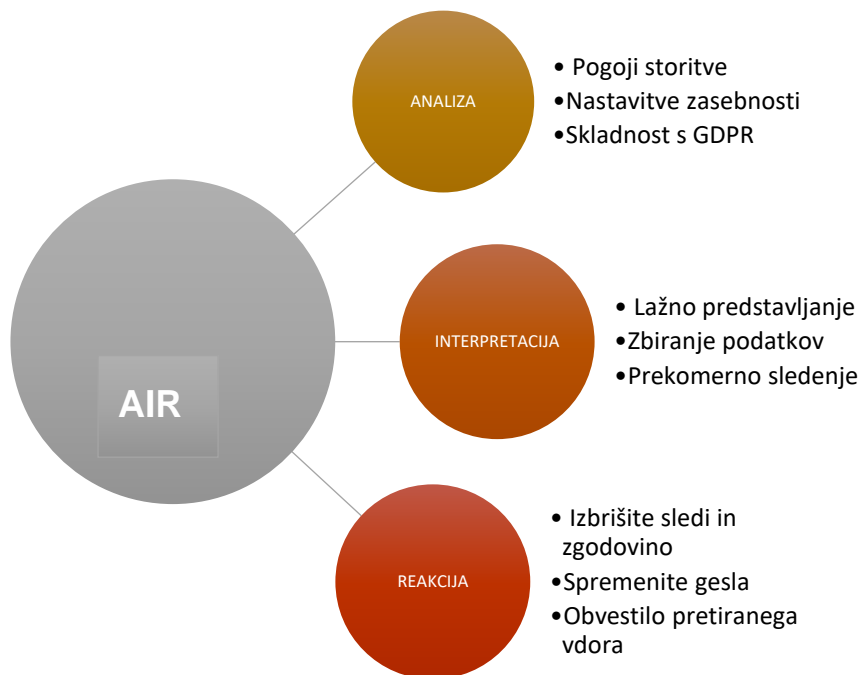 ANALIZA
• Pogoji storitve
•Nastavitve zasebnosti
•Skladnost s GDPR
AIR
INTERPRETACIJA
• Lažno predstavljanje
•Zbiranje podatkov
•Prekomerno sledenje
REAKCIJA
• Izbrišite sledi in
zgodovino
•Spremenite gesla
•Obvestilo pretiranega
vdora